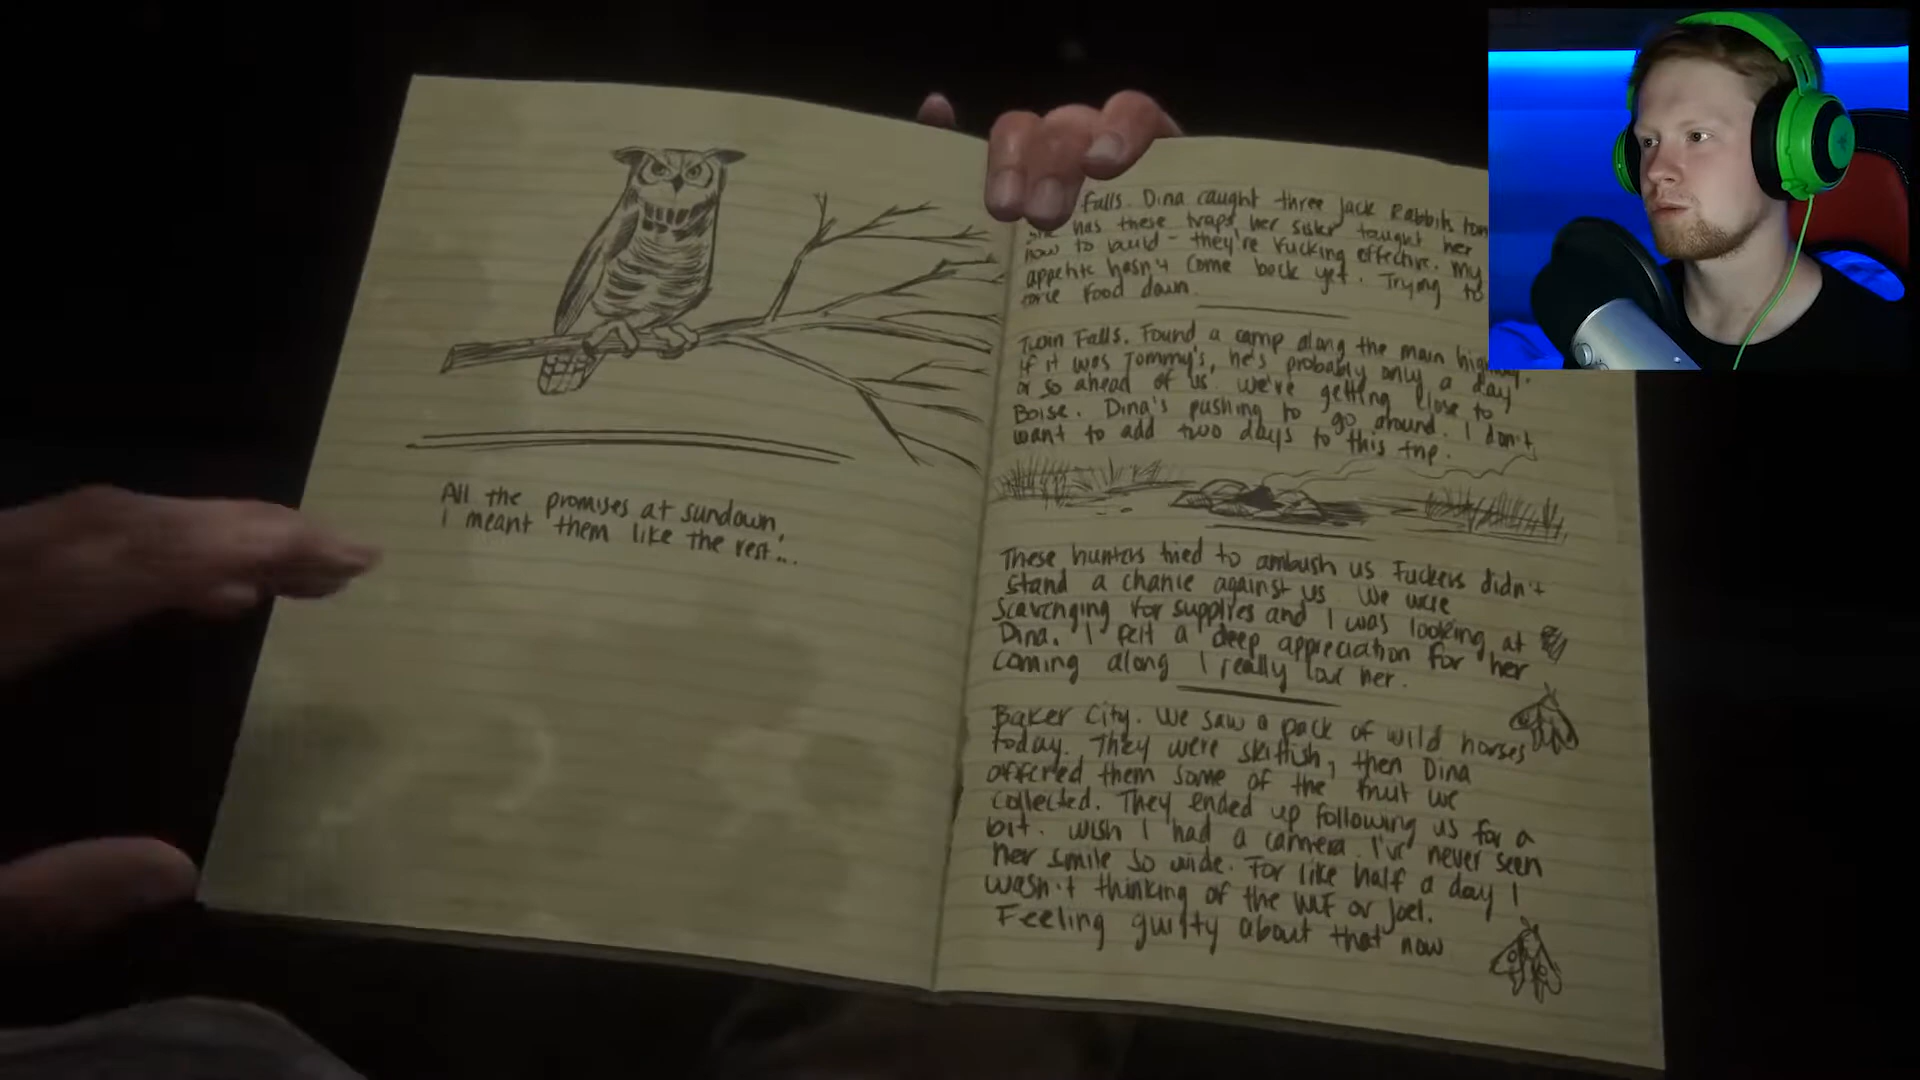 All the promises at sundown,
I meant them like the rest...
Falls. Dina caught three Jack Rabbits
has these traps her sister taught her
how to build - they're fucking effective. My
appetite hasn't come back yet. Trying to
force food down.
Twin Falls. Found a camp along the main
if it was Tommy's, he's probably only a day
or so ahead of us. We're getting close to
Boise. Dina's pushing to go around. I don't
want to add two days to this trip.
These hunters tried to ambush us Fuckers didn't
stand a chance against us. We were
scavenging for supplies and I was looking at
Dina. I felt a deep appreciation for her
coming along I really love her.
Baker City. We saw a pack of wild horses
today. They were skittish, then Dina
offered them some of the fruit we
collected. They ended up following us for a
bit. Wish I had a camera. I've never seen
her smile so wide. For like half a day I
wasn't thinking of the WLF or Joel.
Feeling guilty about that now